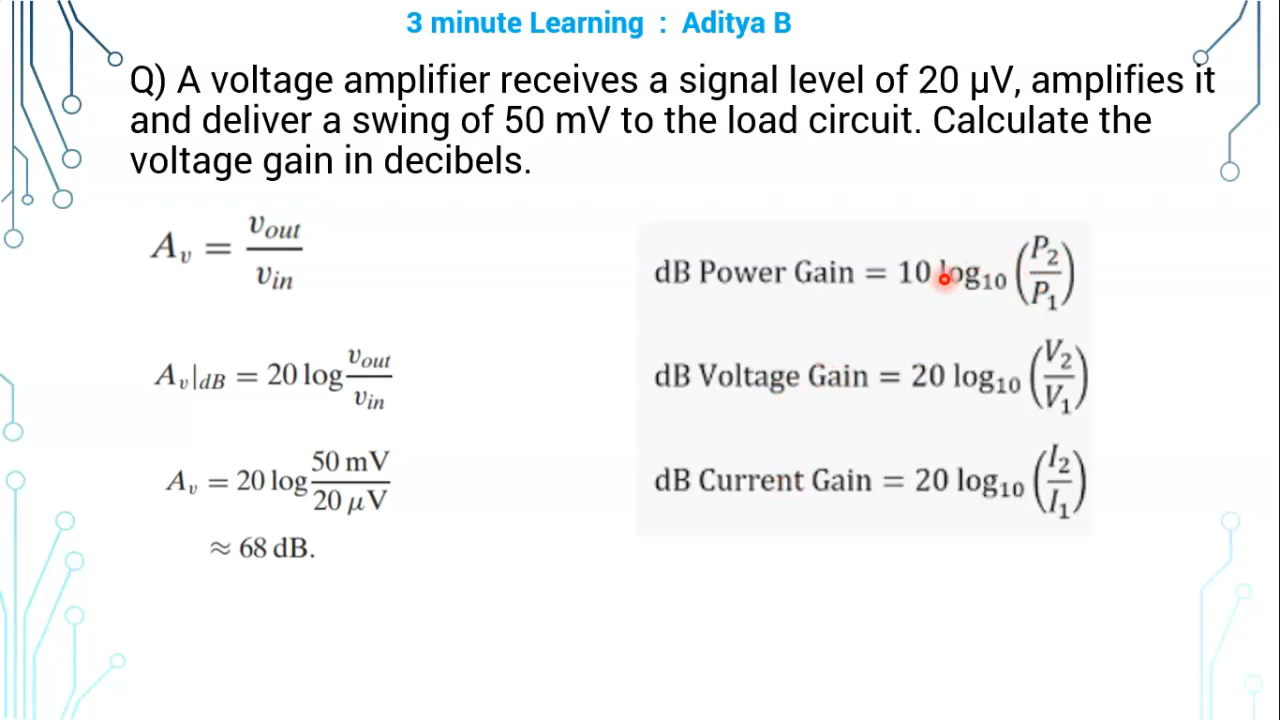 3 minute Learning : Aditya B
Q) A voltage amplifier receives a signal level of 20 µV, amplifies it
and deliver a swing of 50 mV to the load circuit. Calculate the
voltage gain in decibels.
A_v = v_out / v_in
A_v|dB = 20 log v_out / v_in
A_v = 20 log 50 mV / 20 µV
≈ 68 dB.
dB Power Gain = 10 log₁₀ (P₂/P₁)
dB Voltage Gain = 20 log₁₀ (V₂/V₁)
dB Current Gain = 20 log₁₀ (I₂/I₁)